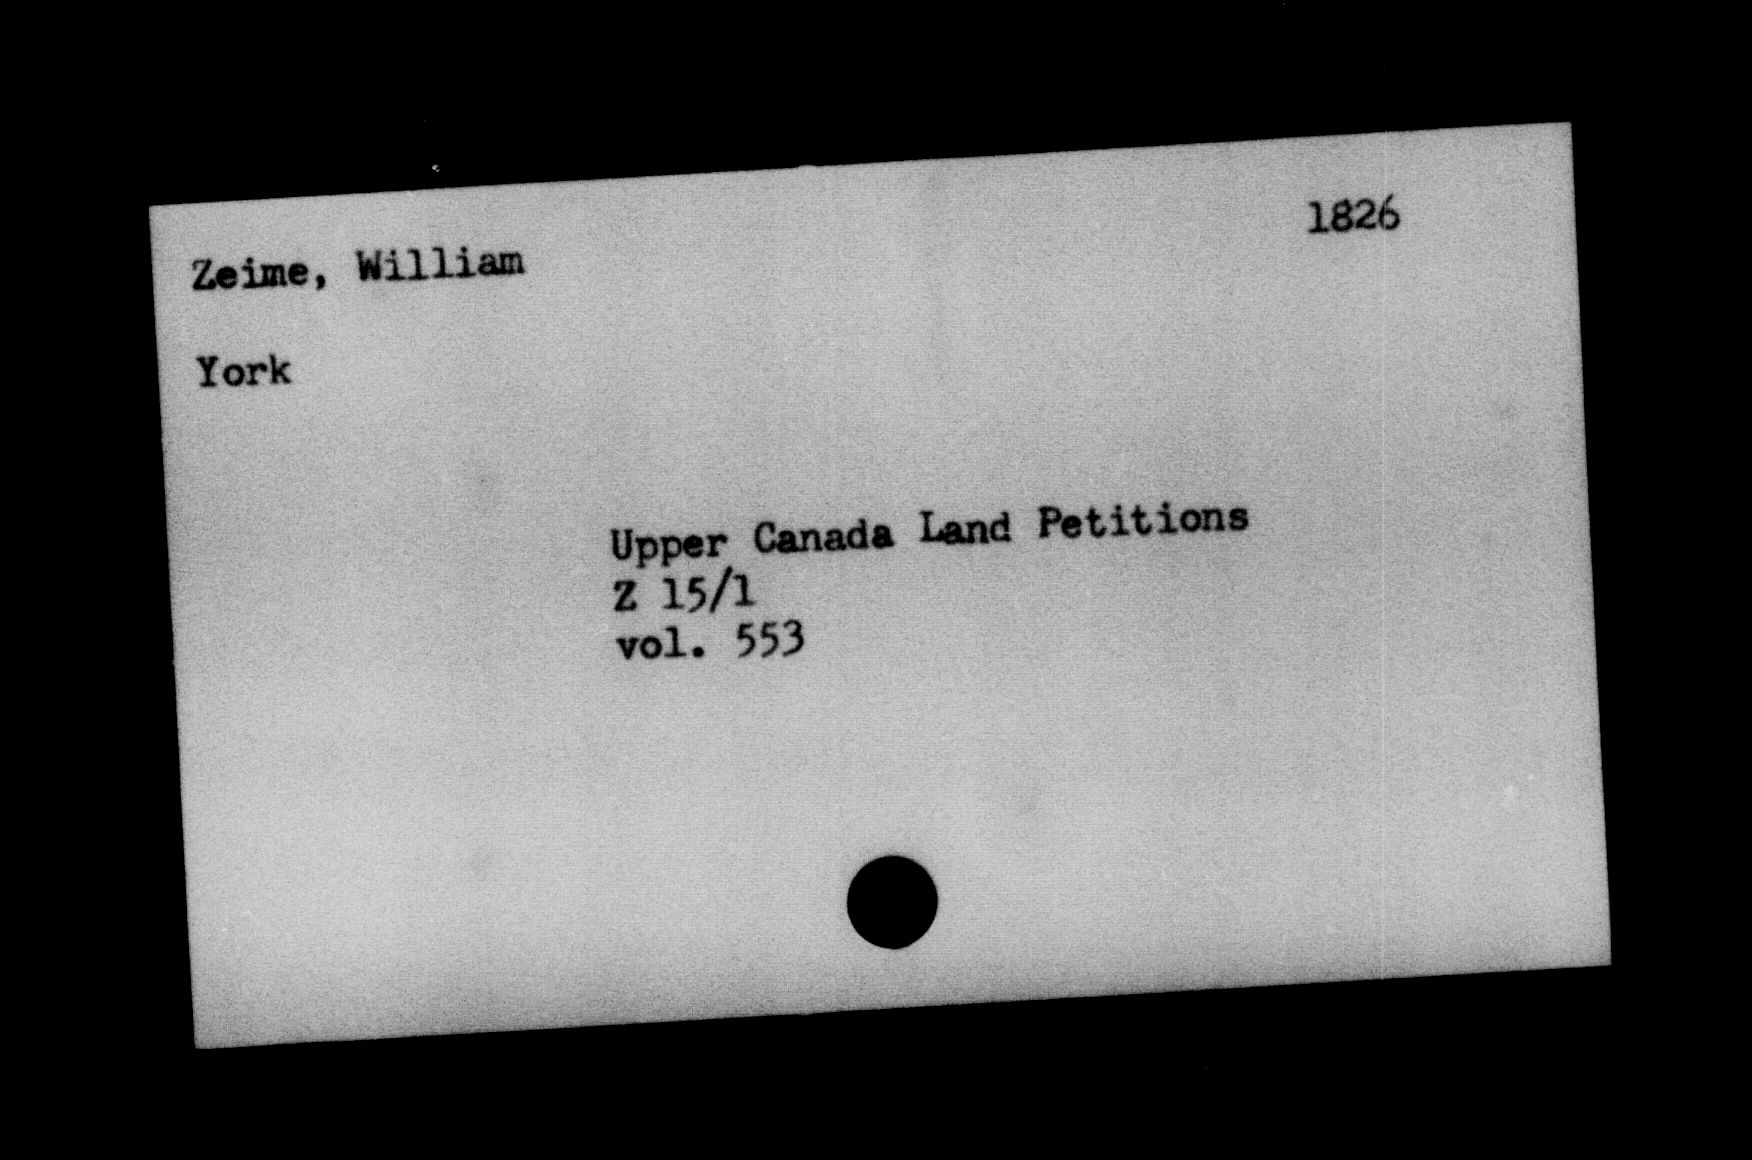 Zeime, William
1826
York
Upper Canada Land Petitions
Z 15/1
vol. 553